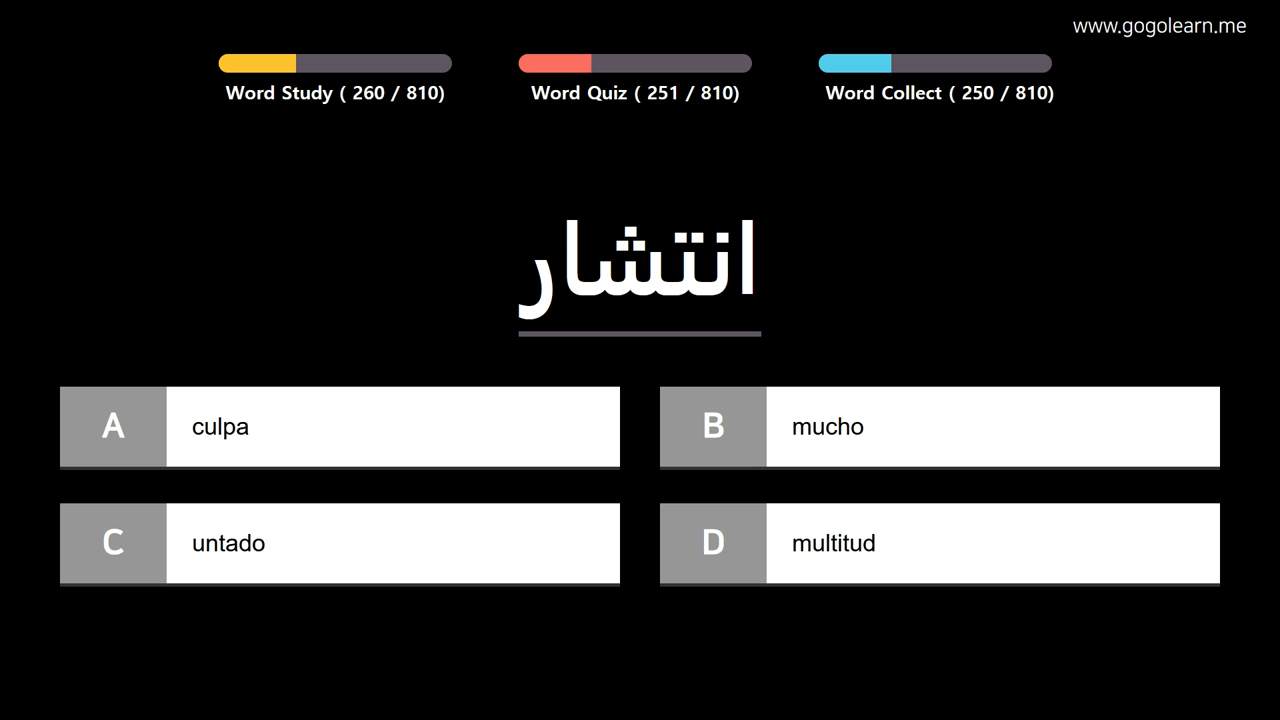 www.gogolearn.me
Word Study ( 260 / 810)
Word Quiz ( 251 / 810)
Word Collect ( 250 / 810)
انتشار
A culpa
B mucho
C untado
D multitud